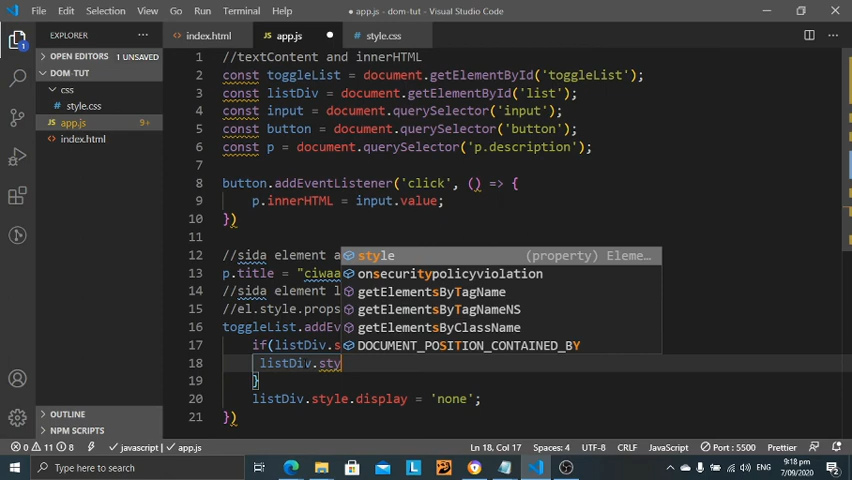 File Edit Selection View Go Run Terminal Help ● app.js - dom-tut - Visual Studio Code
EXPLORER ···
index.html
app.js ●
style.css
OPEN EDITORS 1 UNSAVED
DOM-TUT
css
style.css
app.js 9+
index.html
OUTLINE
NPM SCRIPTS
1 //textContent and innerHTML
2 const toggleList = document.getElementById('toggleList');
3 const listDiv = document.getElementById('list');
4 const input = document.querySelector('input');
5 const button = document.querySelector('button');
6 const p = document.querySelector('p.description');
7
8 button.addEventListener('click', () => {
9 p.innerHTML = input.value;
10 })
11
12 //sida element a
13 p.title = "ciwaa
14 //sida element l
15 //el.style.props
16 toggleList.addEv
17 if(listDiv.s
18 listDiv.sty
19 }
20 listDiv.style.display = 'none';
21 })
style (property) Eleme...
onsecuritypolicyviolation
getElementsByTagName
getElementsByTagNameNS
getElementsByClassName
DOCUMENT_POSITION_CONTAINED_BY
1
0 11 8 javascript | app.js Ln 18, Col 17 Spaces: 4 UTF-8 CRLF JavaScript Port : 5500 Prettier
Type here to search
ENG
9:18 pm
7/09/2020
2